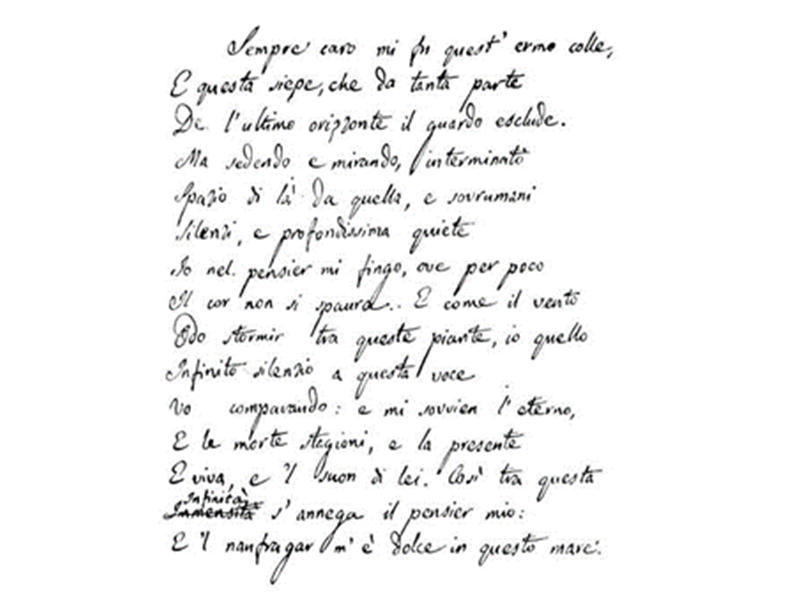 Sempre caro mi fu quest' ermo colle,
E questa siepe, che da tanta parte
De l'ultimo orizzonte il guardo esclude.
Ma sedendo e mirando, interminato
Spazio di là da quella, e sovrumani
Silenzi, e profondissima quiete
Io nel pensier mi fingo, ove per poco
Il cor non si spaura.. E come il vento
Odo stormir tra queste piante, io quello
Infinito silenzio a questa voce
Vo comparando: e mi sovvien l'eterno,
E le morte stagioni, e la presente
E viva, e 'l suon di lei. Così tra questa
Infinità
Immensità s'annega il pensier mio:
E 'l naufragar m'è dolce in questo mare.